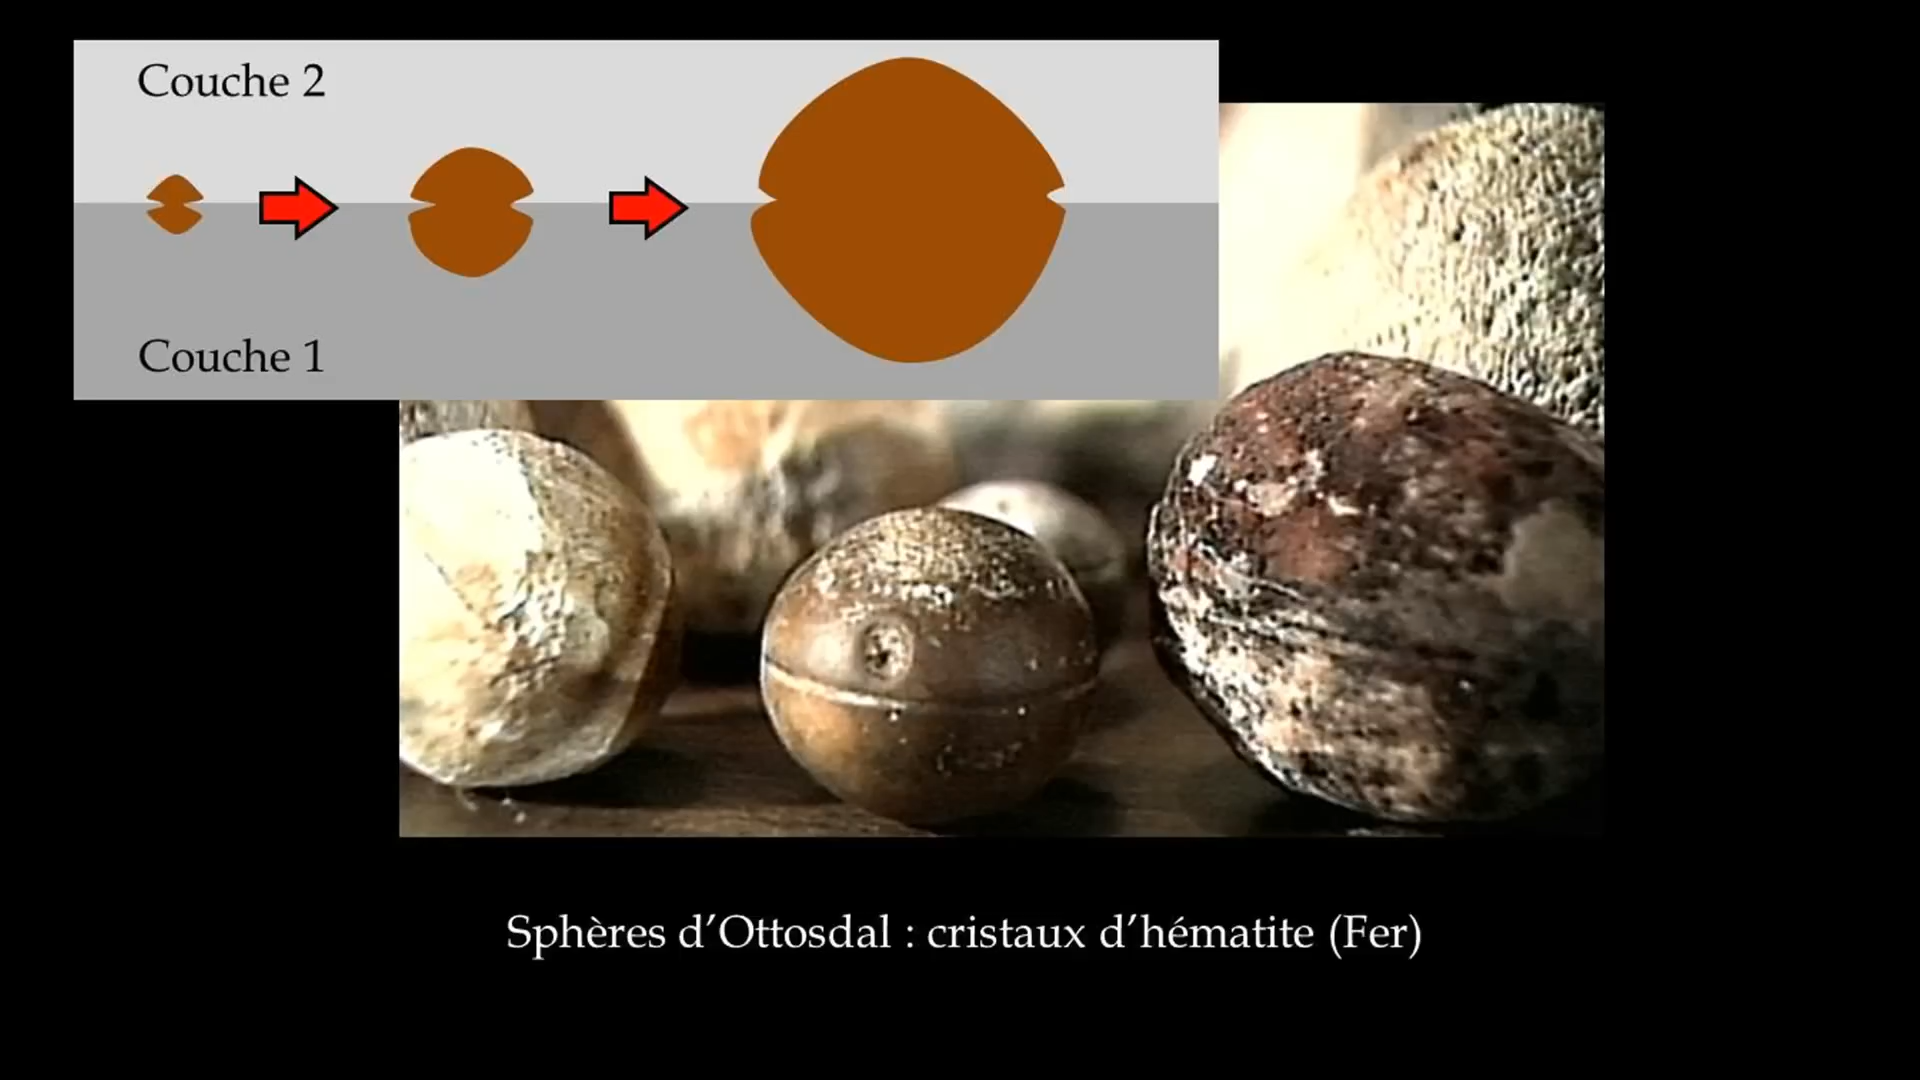 Couche 2
Couche 1
Sphères d’Ottosdal : cristaux d’hématite (Fer)